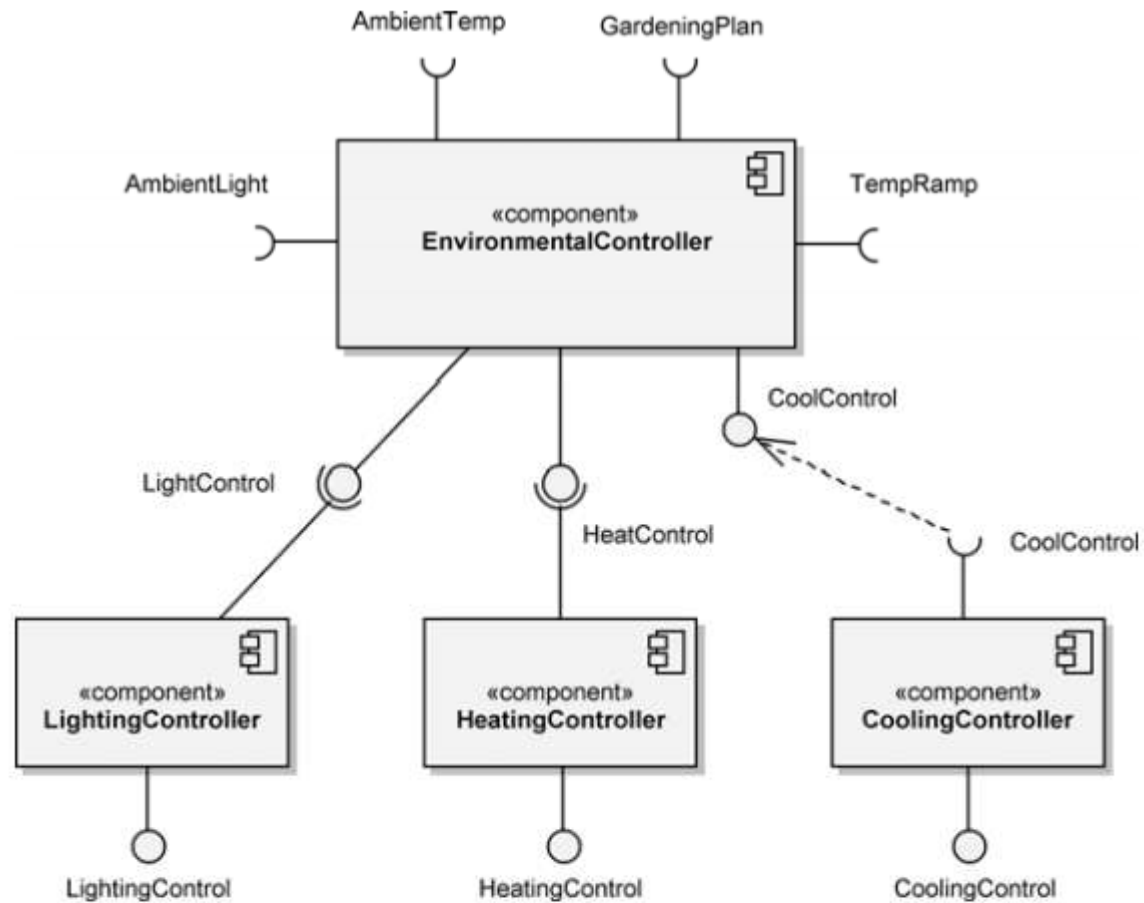 AmbientTemp
GardeningPlan
AmbientLight
TempRamp
«component»
EnvironmentalController
CoolControl
LightControl
HeatControl
CoolControl
«component»
LightingController
«component»
HeatingController
«component»
CoolingController
LightingControl
HeatingControl
CoolingControl